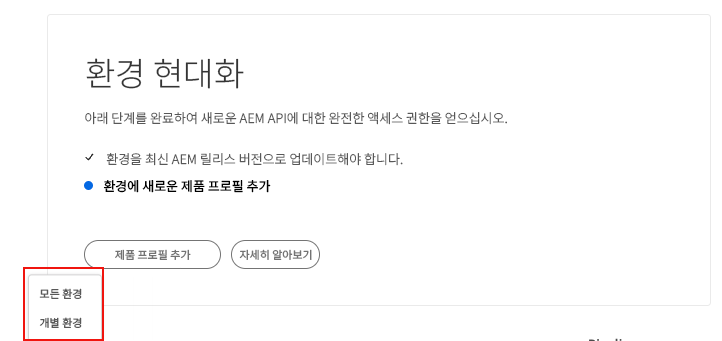 환경 현대화
아래 단계를 완료하여 새로운 AEM API에 대한 완전한 액세스 권한을 얻으십시오.
환경을 최신 AEM 릴리스 버전으로 업데이트해야 합니다.
환경에 새로운 제품 프로필 추가
제품 프로필 추가 자세히 알아보기
모든 환경
개별 환경